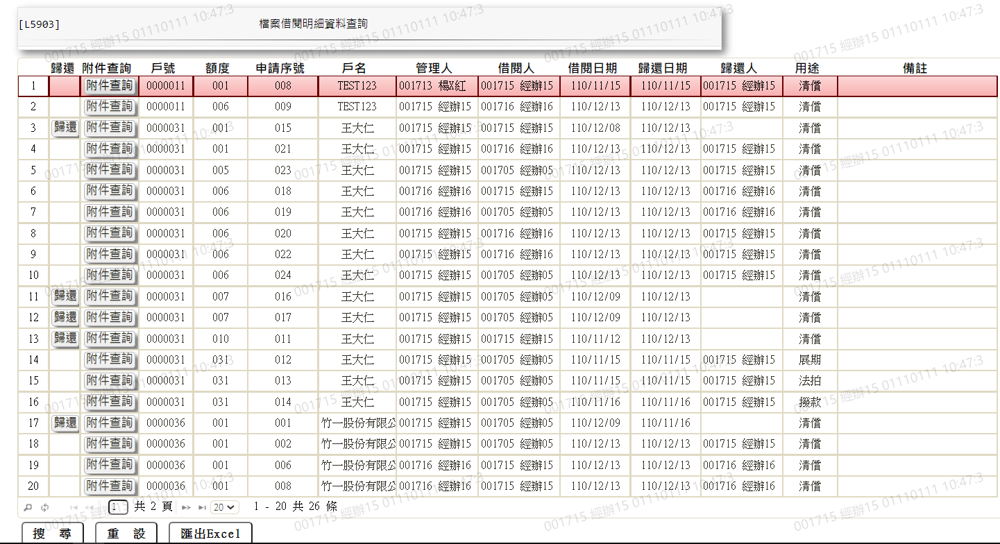 [L5903] 檔案借閱明細資料查詢
歸還 附件查詢 戶號 額度 申請序號 戶名 管理人 借閱人 借閱日期 歸還日期 歸還人 用途 備註
1 附件查詢 0000011 001 008 TEST123 001713 楊X紅 001715 經辦15 110/11/15 110/11/15 001715 經辦15 清償
2 附件查詢 0000011 006 009 TEST123 001715 經辦15 001716 經辦16 110/12/13 110/12/13 001715 經辦15 清償
3 歸還 附件查詢 0000031 001 015 王大仁 001715 經辦15 001715 經辦15 110/12/08 110/12/13 清償
4 附件查詢 0000031 001 021 王大仁 001715 經辦15 001716 經辦16 110/12/13 110/12/13 001715 經辦15 清償
5 附件查詢 0000031 005 023 王大仁 001715 經辦15 001705 經辦05 110/12/13 110/12/13 001715 經辦15 清償
6 附件查詢 0000031 006 018 王大仁 001716 經辦16 001715 經辦15 110/12/13 110/12/13 001716 經辦16 清償
7 附件查詢 0000031 006 019 王大仁 001716 經辦16 001705 經辦05 110/12/13 110/12/13 001716 經辦16 清償
8 附件查詢 0000031 006 020 王大仁 001715 經辦15 001716 經辦16 110/12/13 110/12/13 001715 經辦15 清償
9 附件查詢 0000031 006 022 王大仁 001715 經辦15 001716 經辦16 110/12/13 110/12/13 001715 經辦15 清償
10 附件查詢 0000031 006 024 王大仁 001715 經辦15 001705 經辦05 110/12/13 110/12/13 001715 經辦15 清償
11 歸還 附件查詢 0000031 007 016 王大仁 001715 經辦15 001705 經辦05 110/12/09 110/12/13 清償
12 歸還 附件查詢 0000031 007 017 王大仁 001715 經辦15 001705 經辦05 110/12/09 110/12/13 清償
13 歸還 附件查詢 0000031 010 011 王大仁 001715 經辦15 001715 經辦15 110/11/12 110/12/13 清償
14 附件查詢 0000031 031 012 王大仁 001715 經辦15 001705 經辦05 110/11/15 110/11/15 001715 經辦15 展期
15 附件查詢 0000031 031 013 王大仁 001715 經辦15 001705 經辦05 110/11/15 110/11/15 001715 經辦15 法拍
16 附件查詢 0000031 031 014 王大仁 001715 經辦15 001705 經辦05 110/11/16 110/11/16 001715 經辦15 撥款
17 歸還 附件查詢 0000036 001 001 竹一股份有限公 001715 經辦15 001705 經辦05 110/12/09 110/11/16 清償
18 附件查詢 0000036 001 002 竹一股份有限公 001715 經辦15 001705 經辦05 110/12/13 110/12/13 001715 經辦15 清償
19 附件查詢 0000036 001 006 竹一股份有限公 001716 經辦16 001715 經辦15 110/12/13 110/12/13 001716 經辦16 清償
20 附件查詢 0000036 001 008 竹一股份有限公 001716 經辦16 001715 經辦15 110/12/13 110/12/13 001716 經辦16 清償
1 共 2 頁 20 1 - 20 共 26 條
搜 尋 重 設 匯出Excel
001715 經辦15 01110111 10:47:3